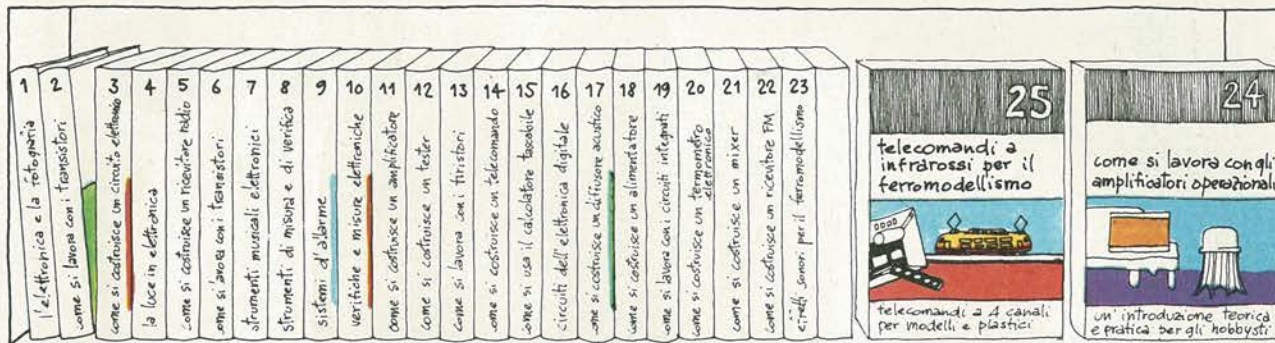 1
l'elettronica e la fotografia
2
come si lavora con i transistori
3
come si costruisce un circuito elettronico
4
la luce in elettronica
5
come si costruisce un ricevitore radio
6
come si lavora con i transistori
7
strumenti musicali elettronici
8
strumenti di misura e di verifica
9
sistemi d'allarme
10
verifiche e misure elettroniche
11
come si costruisce un amplificatore
12
come si costruisce un tester
13
come si lavora con i tiristori
14
come si costruisce un telecomando
15
come si usa il calcolatore tascabile
16
circuiti dell'elettronica digitale
17
come si costruisce un diffusore acustico
18
come si costruisce un alimentatore
19
come si lavora con i circuiti integrati
20
come si costruisce un termometro
elettronico
21
come si costruisce un mixer
22
come si costruisce un ricevitore FM
23
effetti sonori per il ferromodellismo
25
telecomandi a
infrarossi per il
ferromodellismo
telecomandi a 4 canali
per modelli e plastici
24
come si lavora con gli
amplificatori operazionali
un'introduzione teorica
e pratica per gli hobbysti